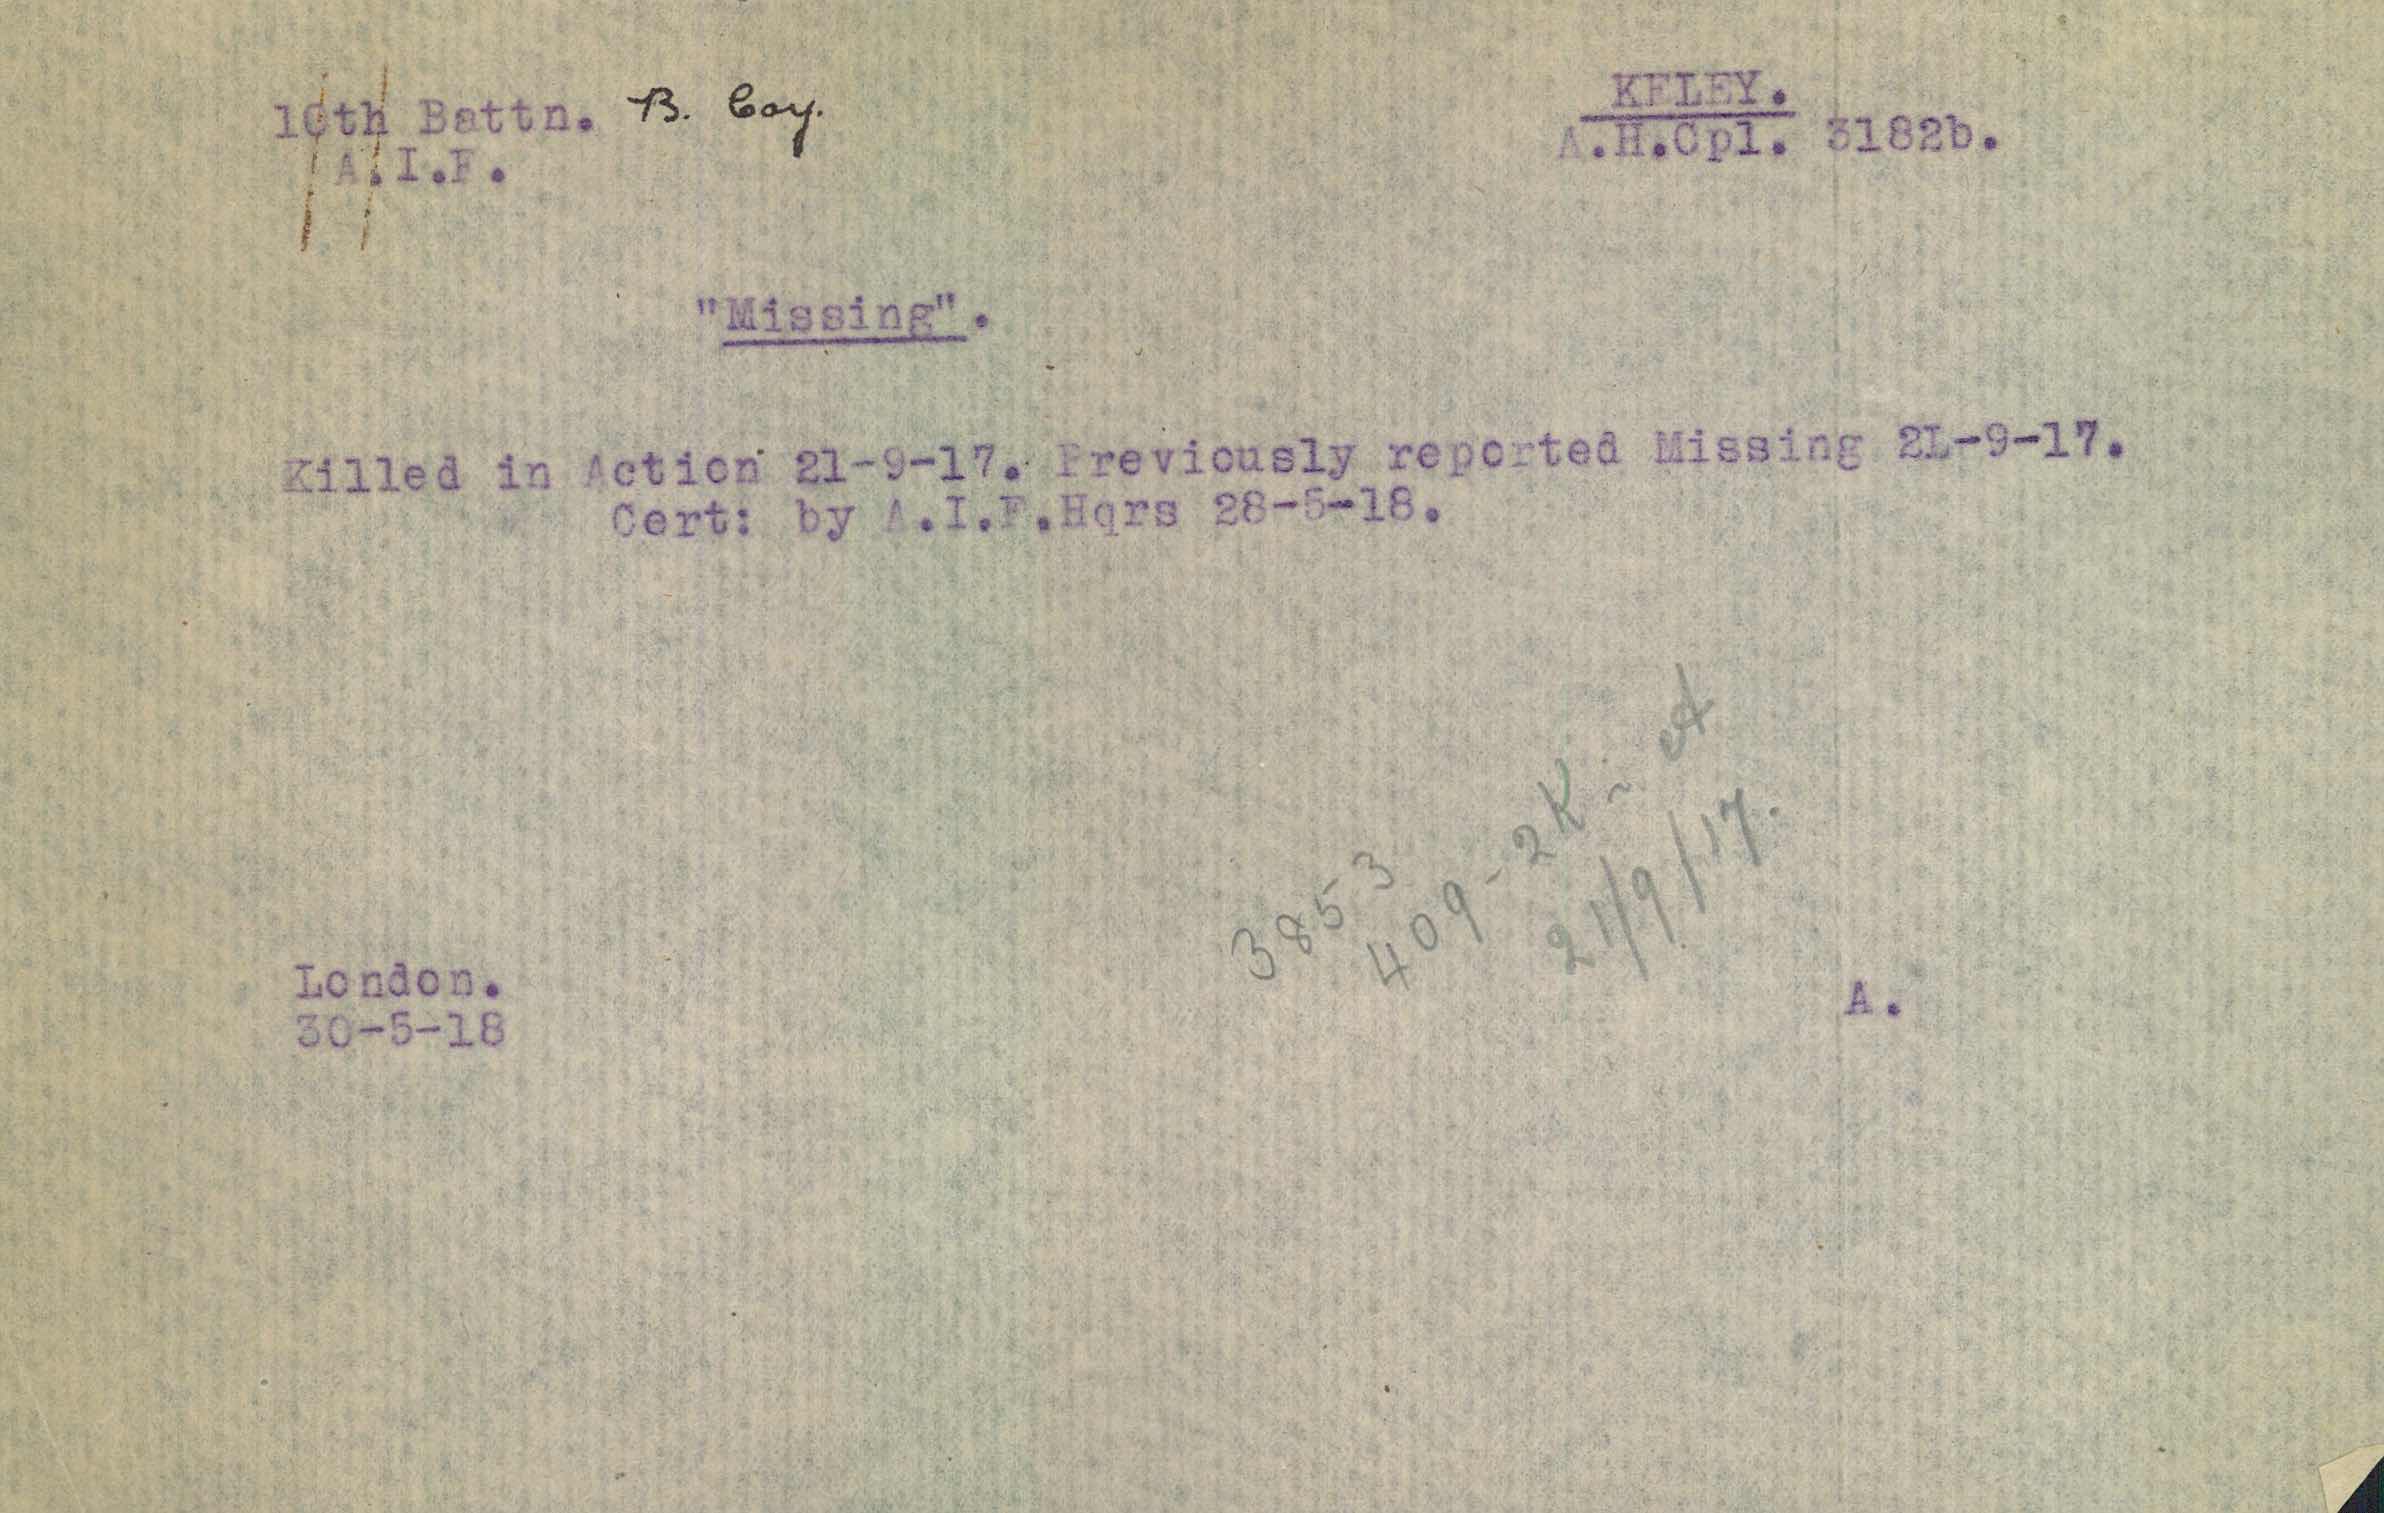 10th Battn. B. Coy.
A.I.F.
KELEY.
A.H.Cpl. 3182b.
"Missing".
Killed in Action 21-9-17. Previously reported Missing 2L-9-17.
Cert: by A.I.F.Hqrs 28-5-18.
3853
409-2K-A
21/9/17.
London.
30-5-18
A.